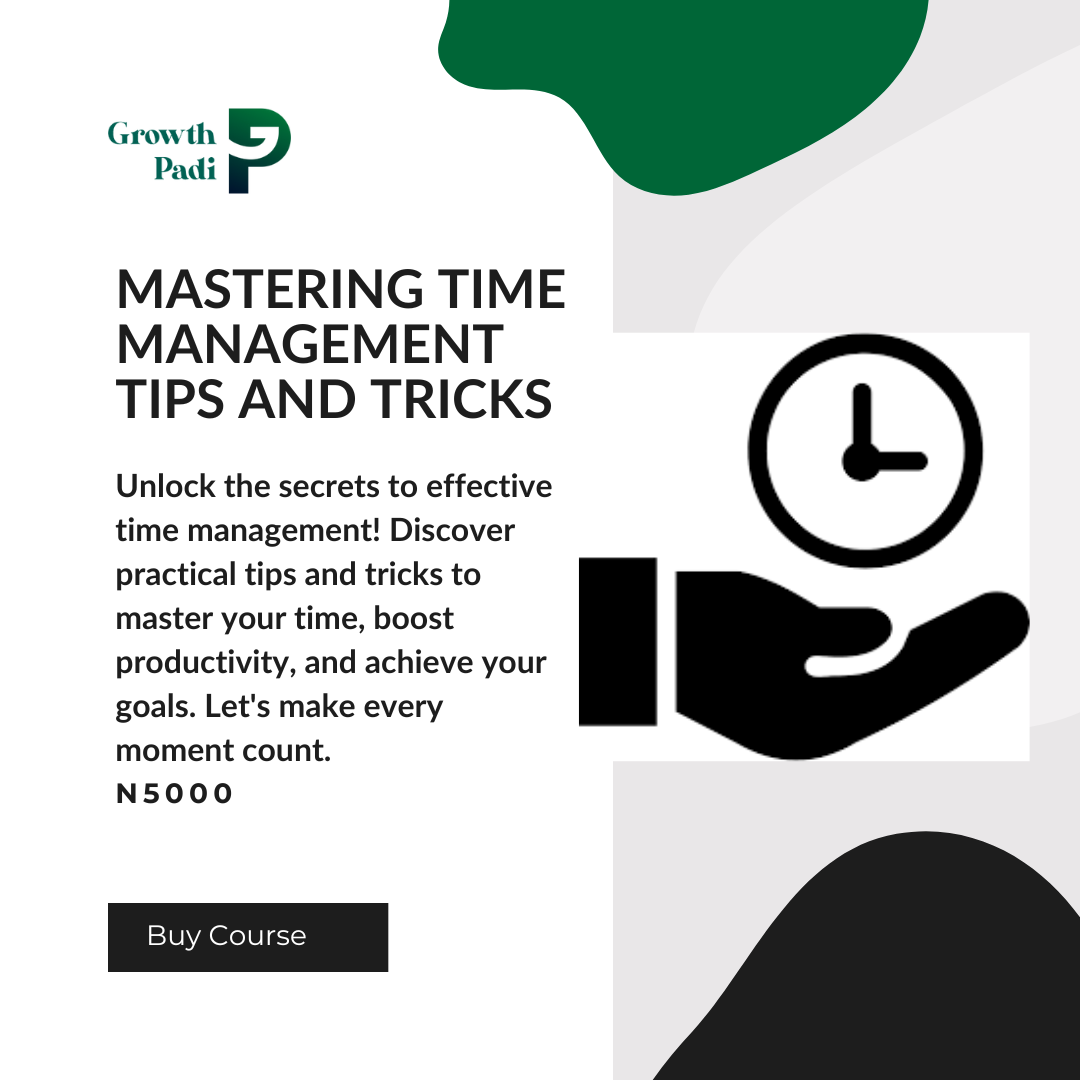 Growth
Padi
MASTERING TIME
MANAGEMENT
TIPS AND TRICKS
Unlock the secrets to effective
time management! Discover
practical tips and tricks to
master your time, boost
productivity, and achieve your
goals. Let's make every
moment count.
N5000
Buy Course